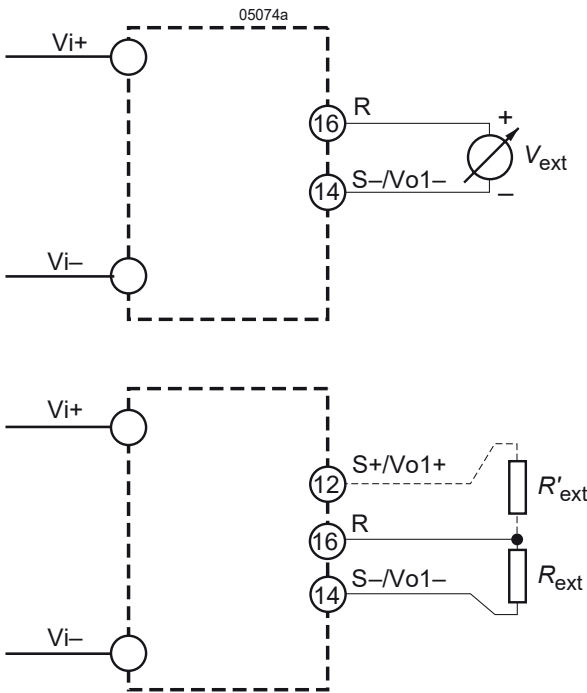 05074a
Vi+
16 R
+
Vext
14 S–/Vo1–
–
Vi–
Vi+
S+/Vo1+
12
R'ext
16 R
14 S–/Vo1–
Rext
Vi–